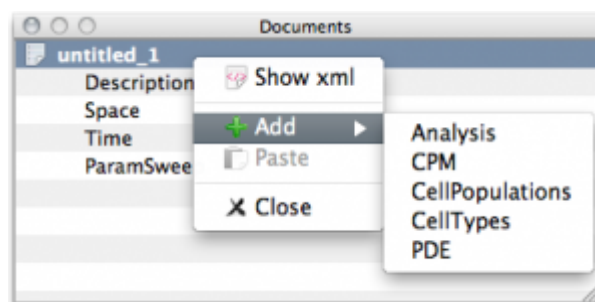 Documents
untitled_1
Description
Space
Time
ParamSwee
Show xml
Add
Paste
Close
Analysis
CPM
CellPopulations
CellTypes
PDE